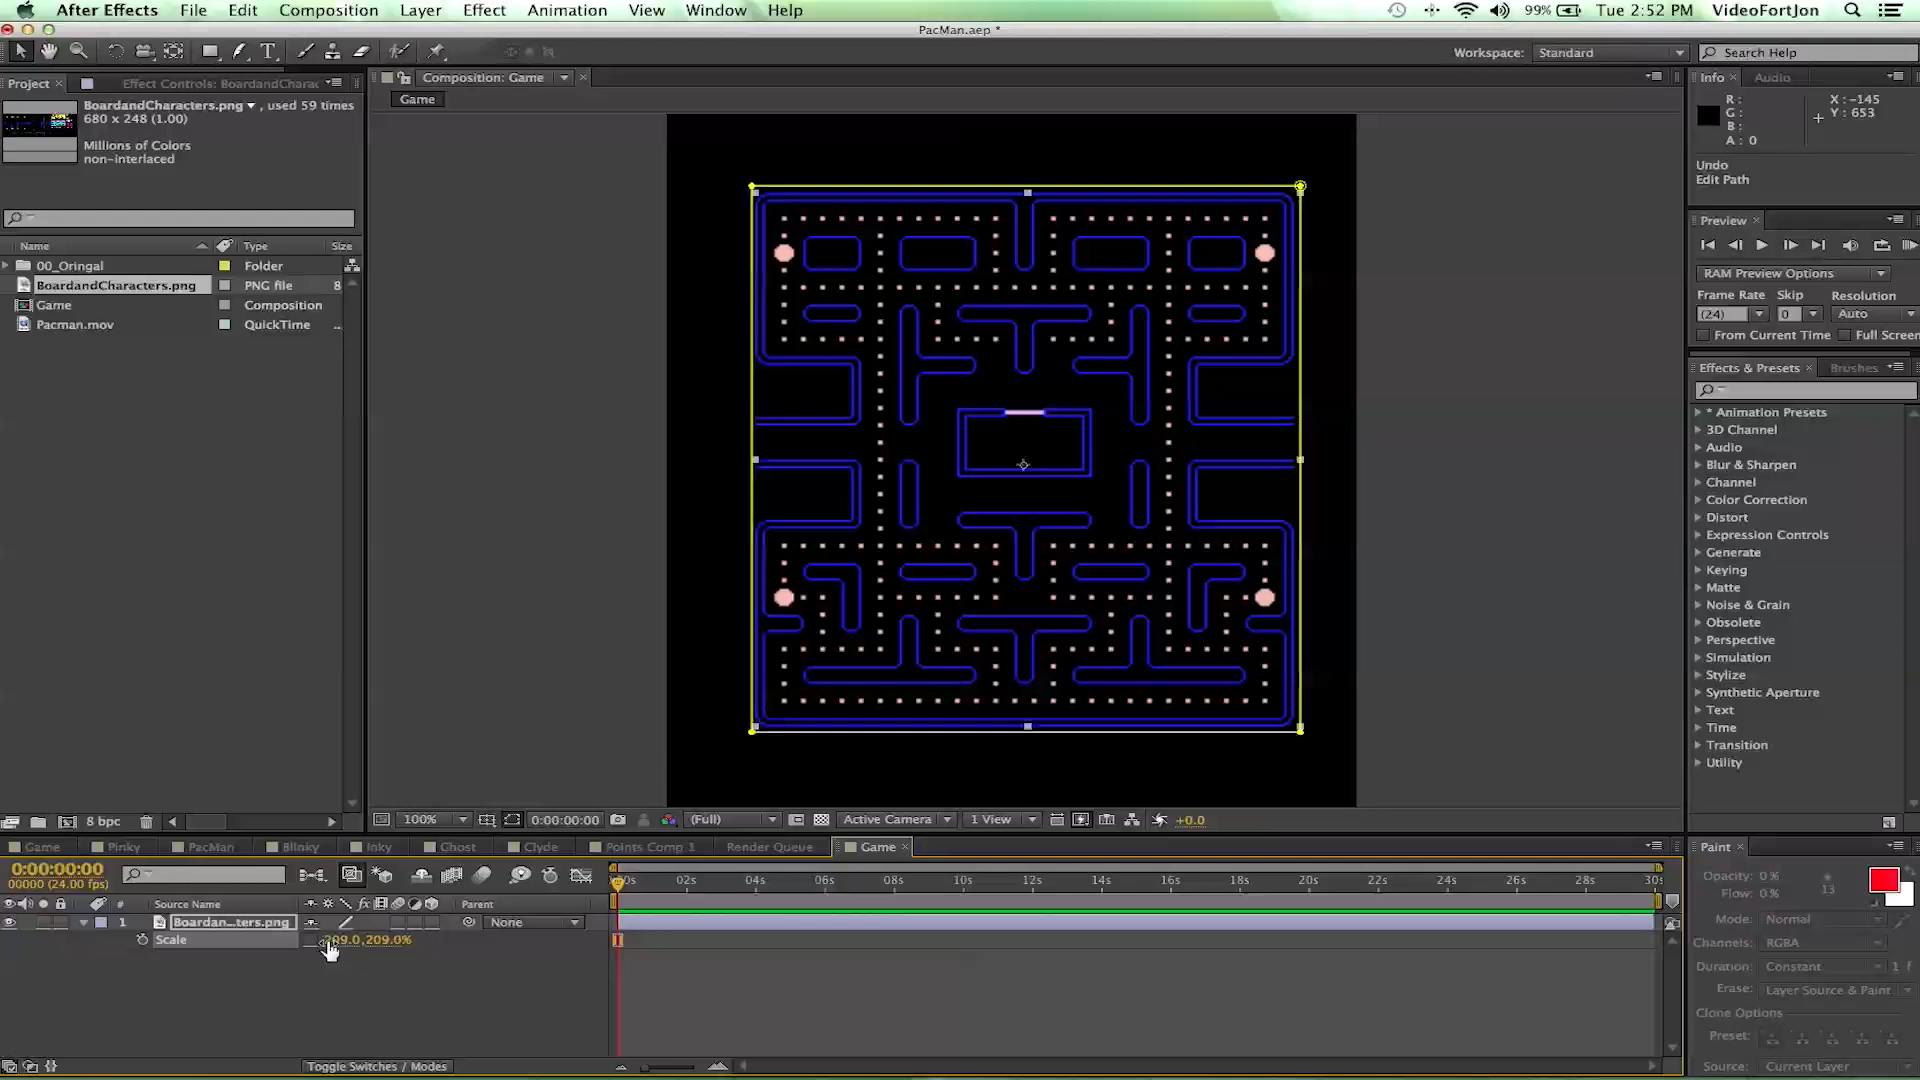 After Effects File Edit Composition Layer Effect Animation View Window Help 99% Tue 2:52 PM VideoFortJon
PacMan.aep *
Workspace: Standard Search Help
Project × Effect Controls: BoardandCharac
BoardandCharacters.png , used 59 times
680 x 248 (1.00)
Millions of Colors
non-interlaced
Name Type Size
00_Oringal Folder
BoardandCharacters.png PNG file 8
Game Composition
Pacman.mov QuickTime ...
8 bpc
Composition: Game
Game
100% 0:00:00:00 (Full) Active Camera 1 View +0.0
Info × Audio
R: X: -145
G: Y: 653
B:
A: 0
Undo
Edit Path
Preview ×
RAM Preview Options
Frame Rate Skip Resolution
(24) 0 Auto
From Current Time Full Screen
Effects & Presets × Brushes
* Animation Presets
3D Channel
Audio
Blur & Sharpen
Channel
Color Correction
Distort
Expression Controls
Generate
Keying
Matte
Noise & Grain
Obsolete
Perspective
Simulation
Stylize
Synthetic Aperture
Text
Time
Transition
Utility
Game Pinky PacMan Blinky Inky Ghost Clyde Points Comp 1 Render Queue Game ×
0:00:00:00
00000 (24.00 fps)
02s 04s 06s 08s 10s 12s 14s 16s 18s 20s 22s 24s 26s 28s 30s
# Source Name Parent
1 Boardan...ters.png None
Scale 209.0,209.0%
Toggle Switches / Modes
Paint ×
Opacity: 0 %
Flow: 0 % 13
Mode: Normal
Channels: RGBA
Duration: Constant 1 f
Erase: Layer Source & Paint
Clone Options
Preset:
Source: Current Layer